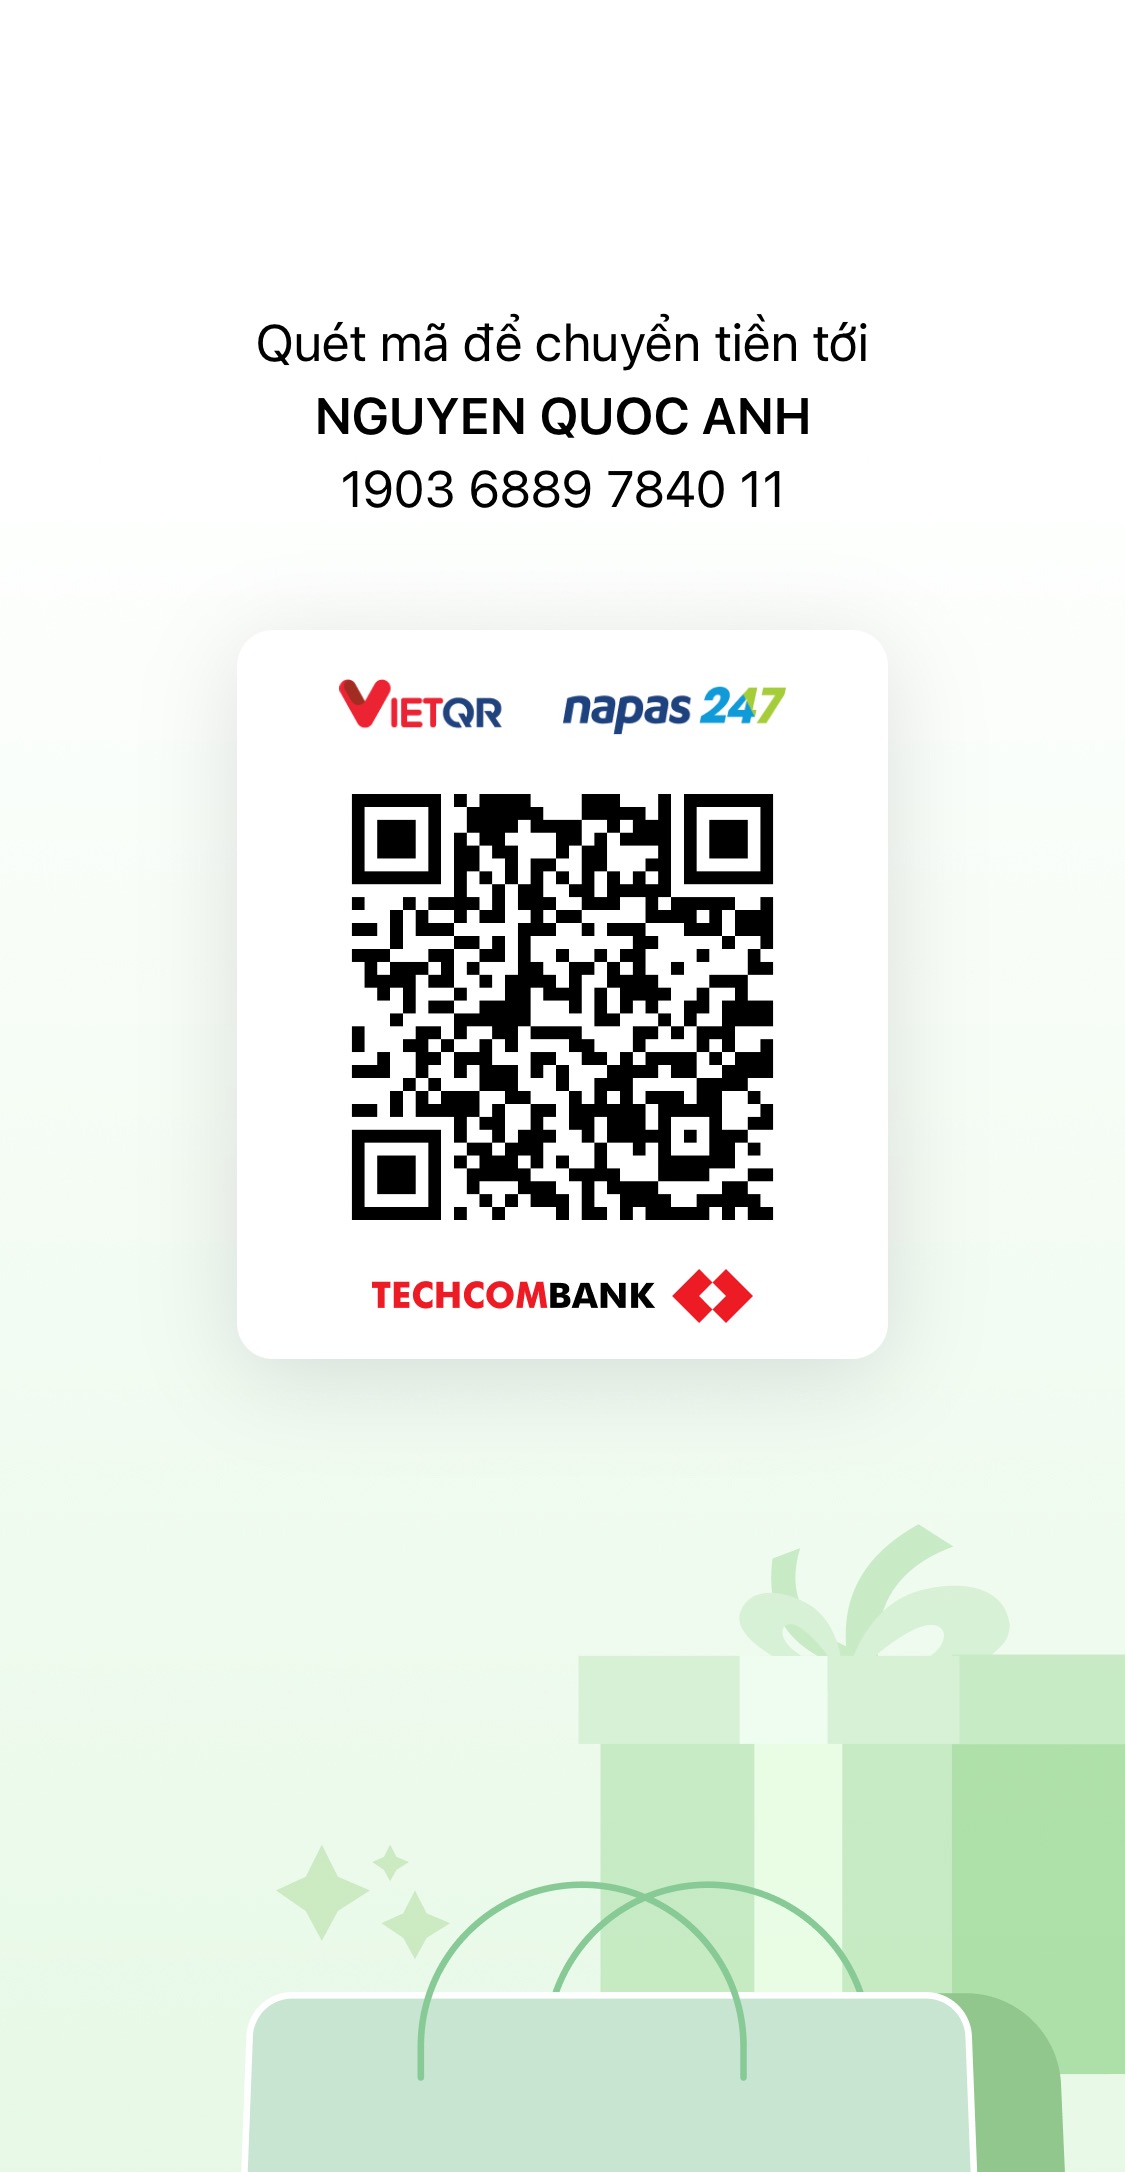 Quét mã để chuyển tiền tới
NGUYEN QUOC ANH
1903 6889 7840 11
VIETQR napas 247
TECHCOMBANK